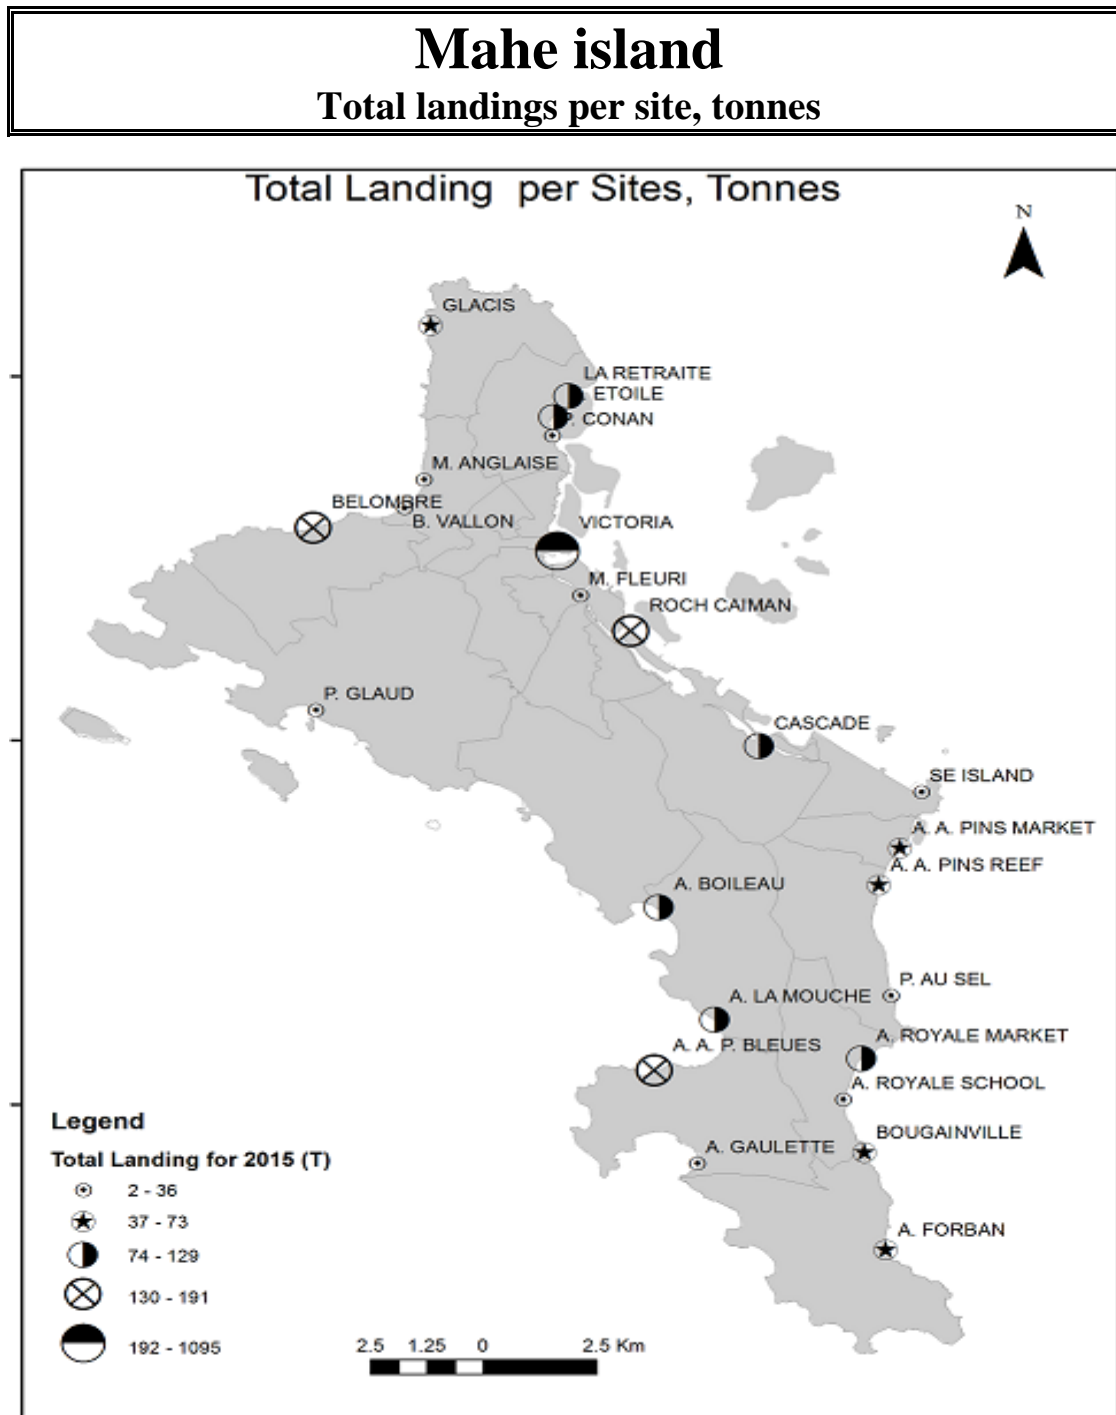 Mahe island
Total landings per site, tonnes
Total Landing per Sites, Tonnes
N
GLACIS
LA RETRAITE
ETOILE
P. CONAN
M. ANGLAISE
BELOMBRE
B. VALLON
VICTORIA
M. FLEURI
ROCH CAIMAN
P. GLAUD
CASCADE
SE ISLAND
A. A. PINS MARKET
A. A. PINS REEF
A. BOILEAU
P. AU SEL
A. LA MOUCHE
A. ROYALE MARKET
A. A. P. BLEUES
A. ROYALE SCHOOL
BOUGAINVILLE
A. GAULETTE
A. FORBAN
Legend
Total Landing for 2015 (T)
2 - 36
37 - 73
74 - 129
130 - 191
192 - 1095
2.5 1.25 0 2.5 Km